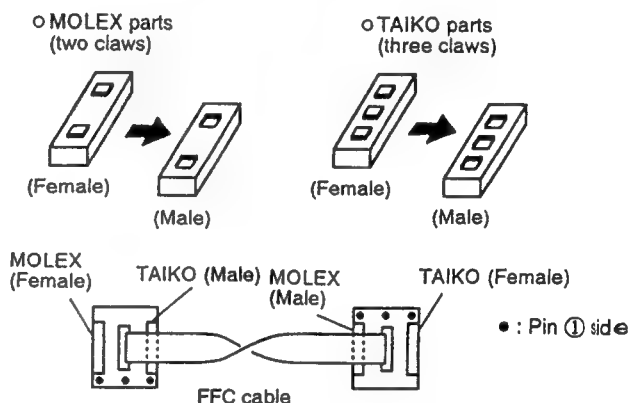 ○ MOLEX parts
(two claws)
○ TAIKO parts
(three claws)
(Female)
(Male)
(Female)
(Male)
MOLEX
(Female)
TAIKO (Male)
MOLEX
(Male)
TAIKO (Female)
● : Pin ① side
FFC cable